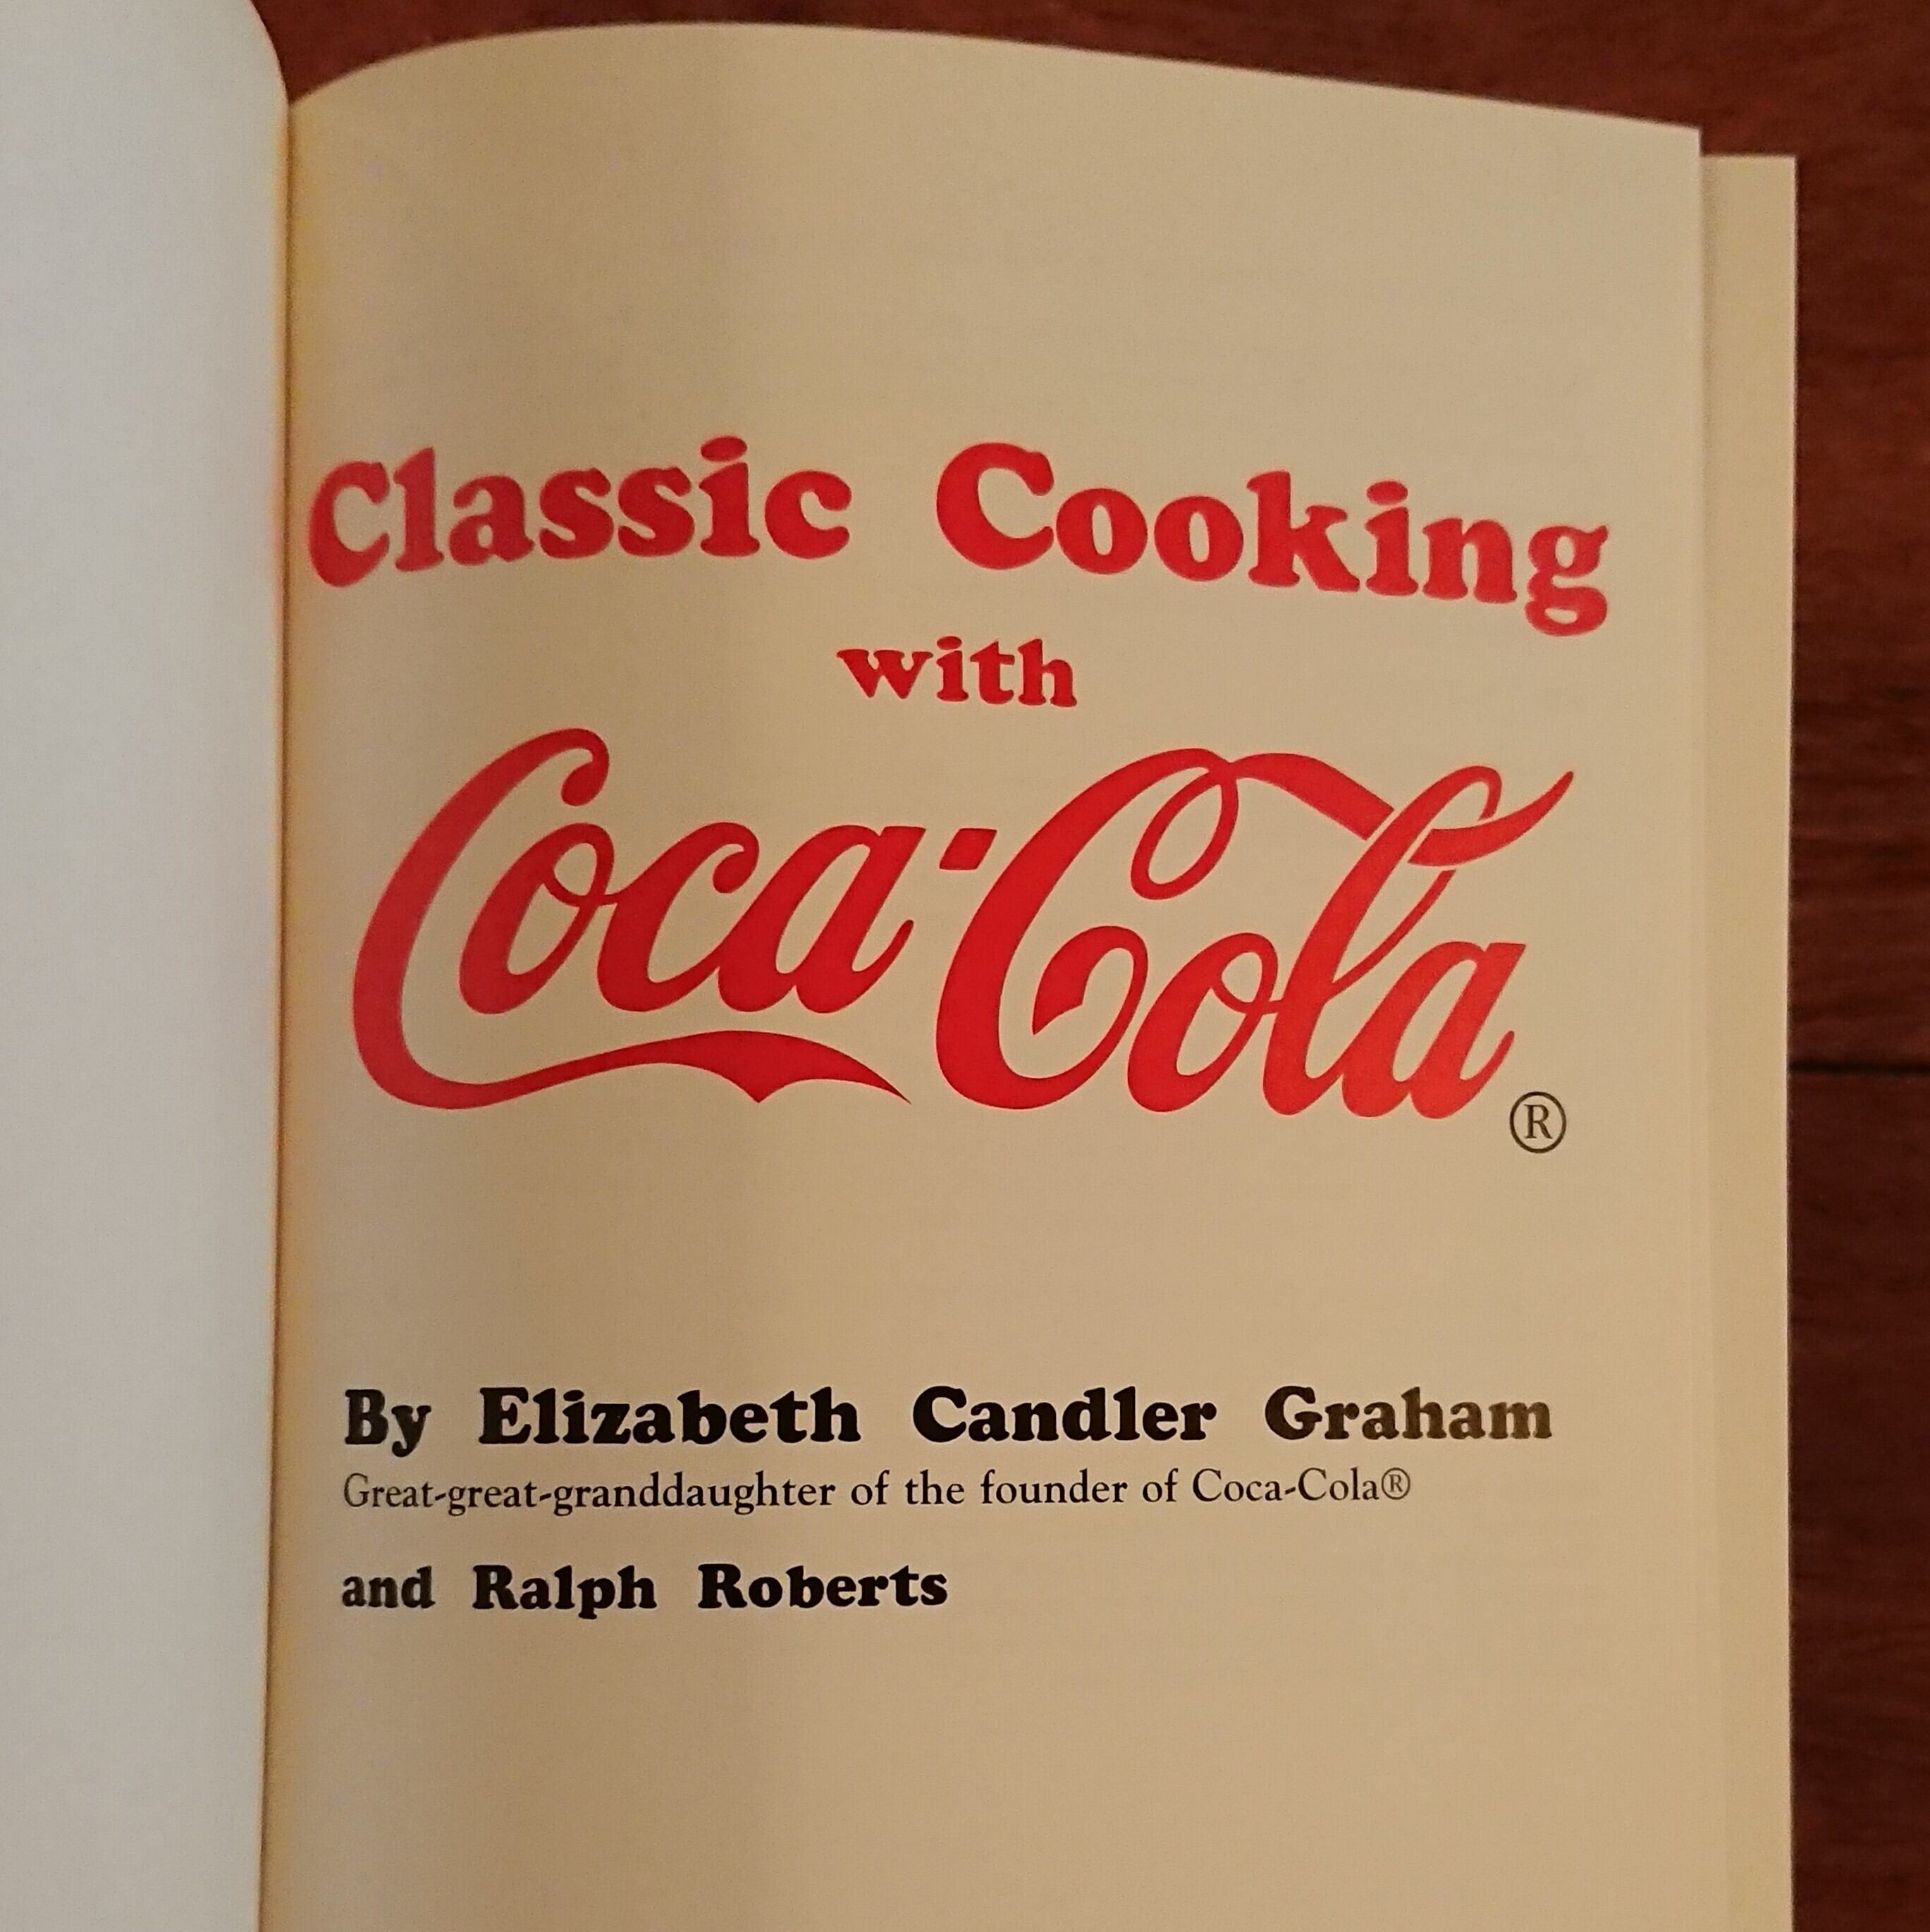 Classic Cooking
with
Coca-Cola®
By Elizabeth Candler Graham
Great-great-granddaughter of the founder of Coca-Cola®
and Ralph Roberts